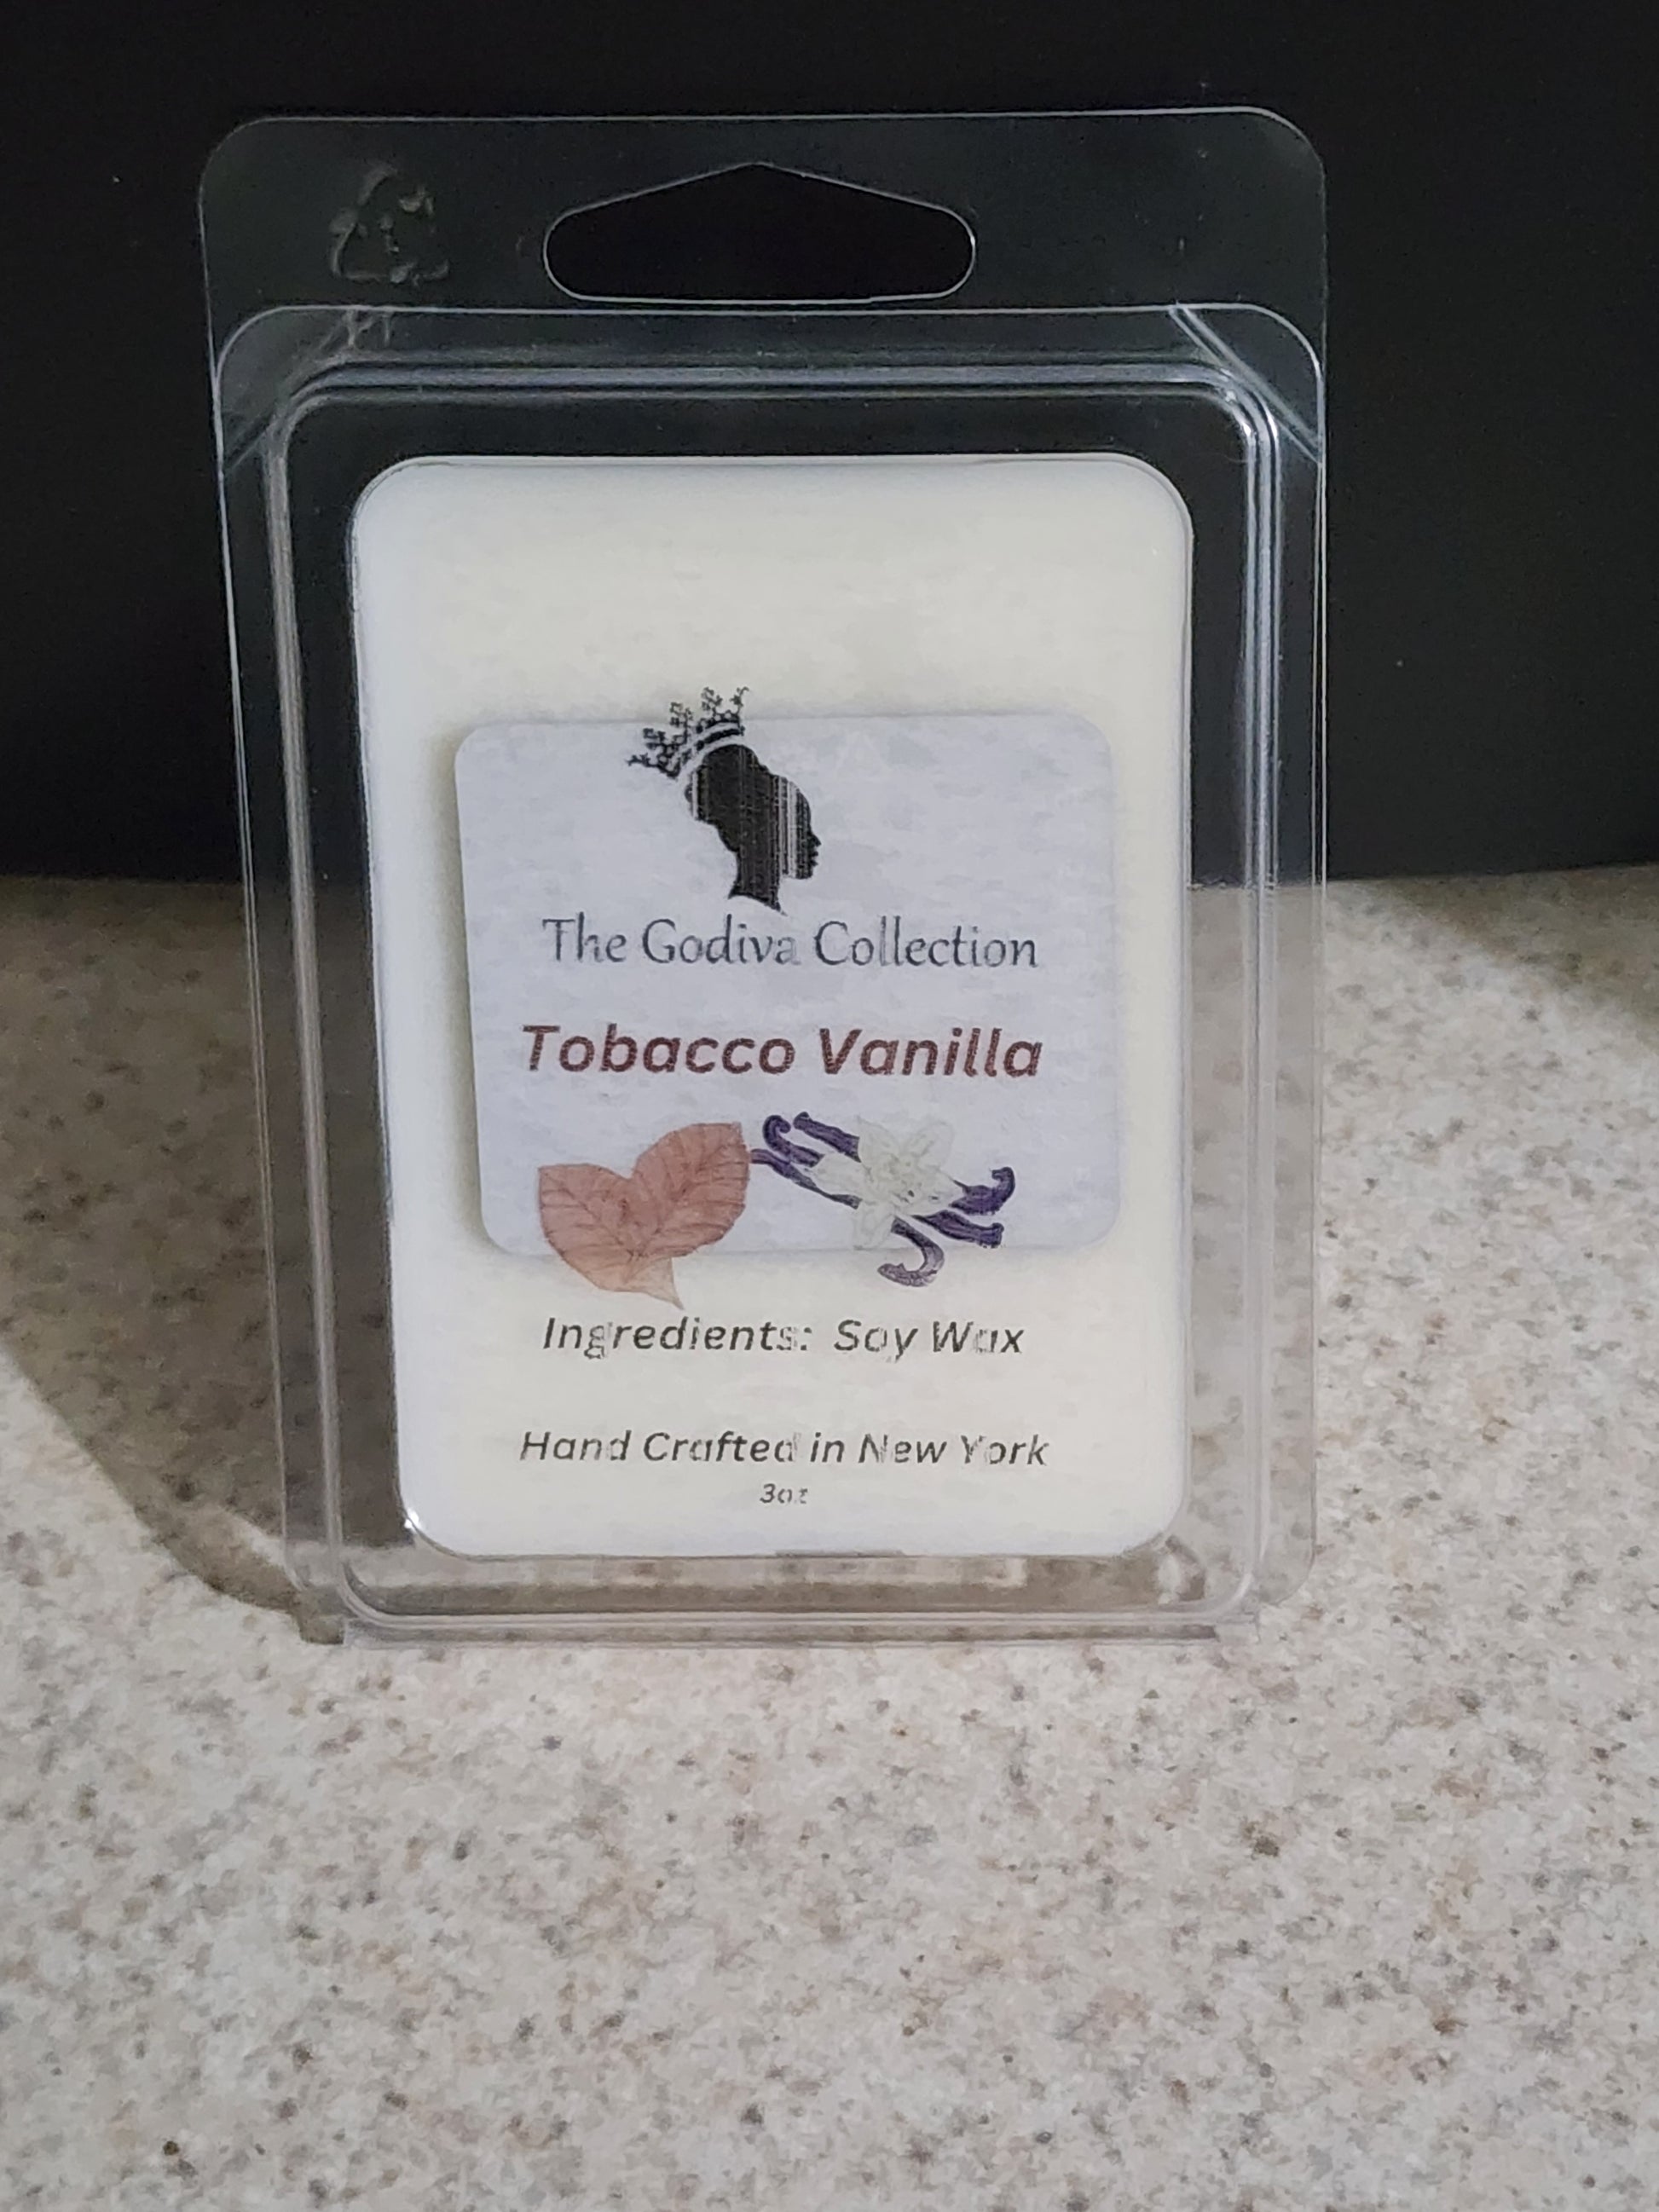 The Godiva Collection
Tobacco Vanilla
Ingredients: Soy Wax
Hand Crafted in New York
3oz